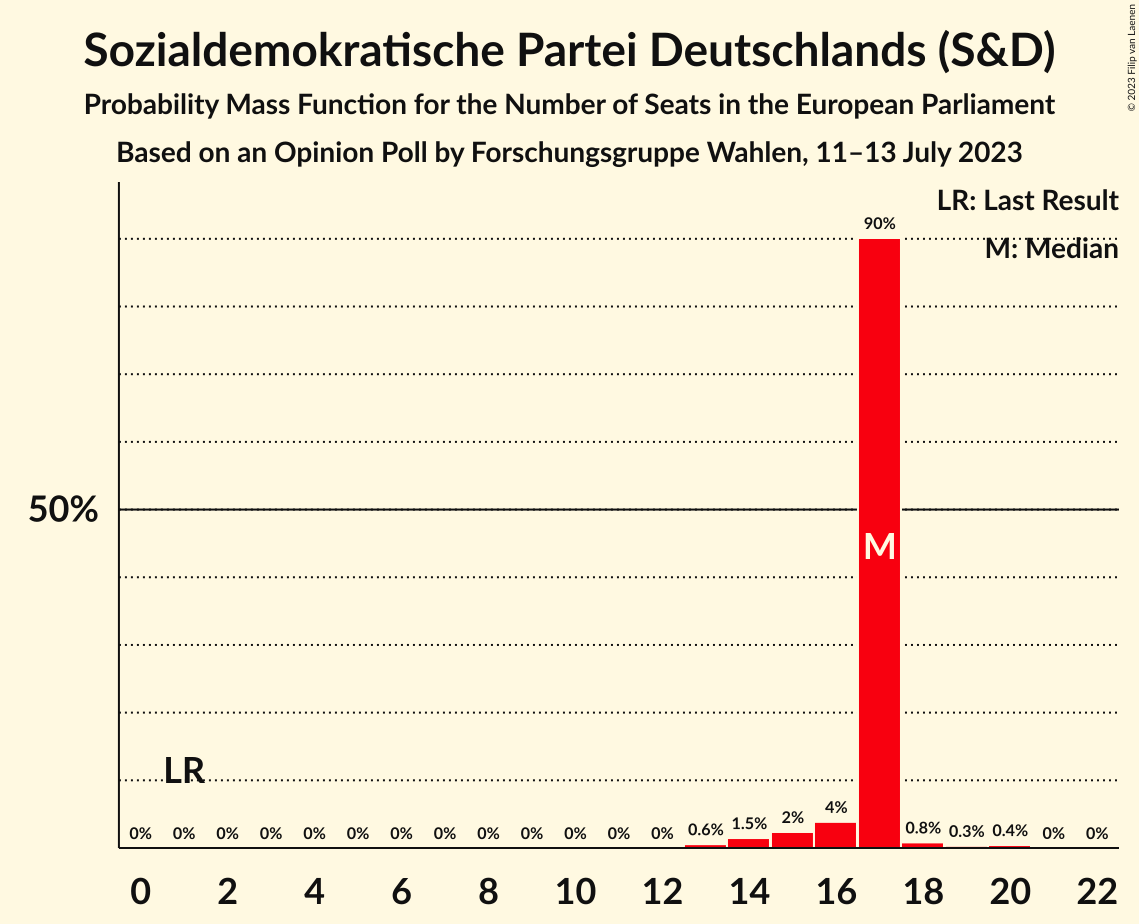 Sozialdemokratische Partei Deutschlands (S&D)
Probability Mass Function for the Number of Seats in the European Parliament
Based on an Opinion Poll by Forschungsgruppe Wahlen, 11–13 July 2023
© 2023 Filip van Laenen
LR: Last Result
M: Median
90%
50%
M
LR
0% 0% 0% 0% 0% 0% 0% 0% 0% 0% 0% 0% 0% 0.6% 1.5% 2% 4% 0.8% 0.3% 0.4% 0% 0%
0 2 4 6 8 10 12 14 16 18 20 22